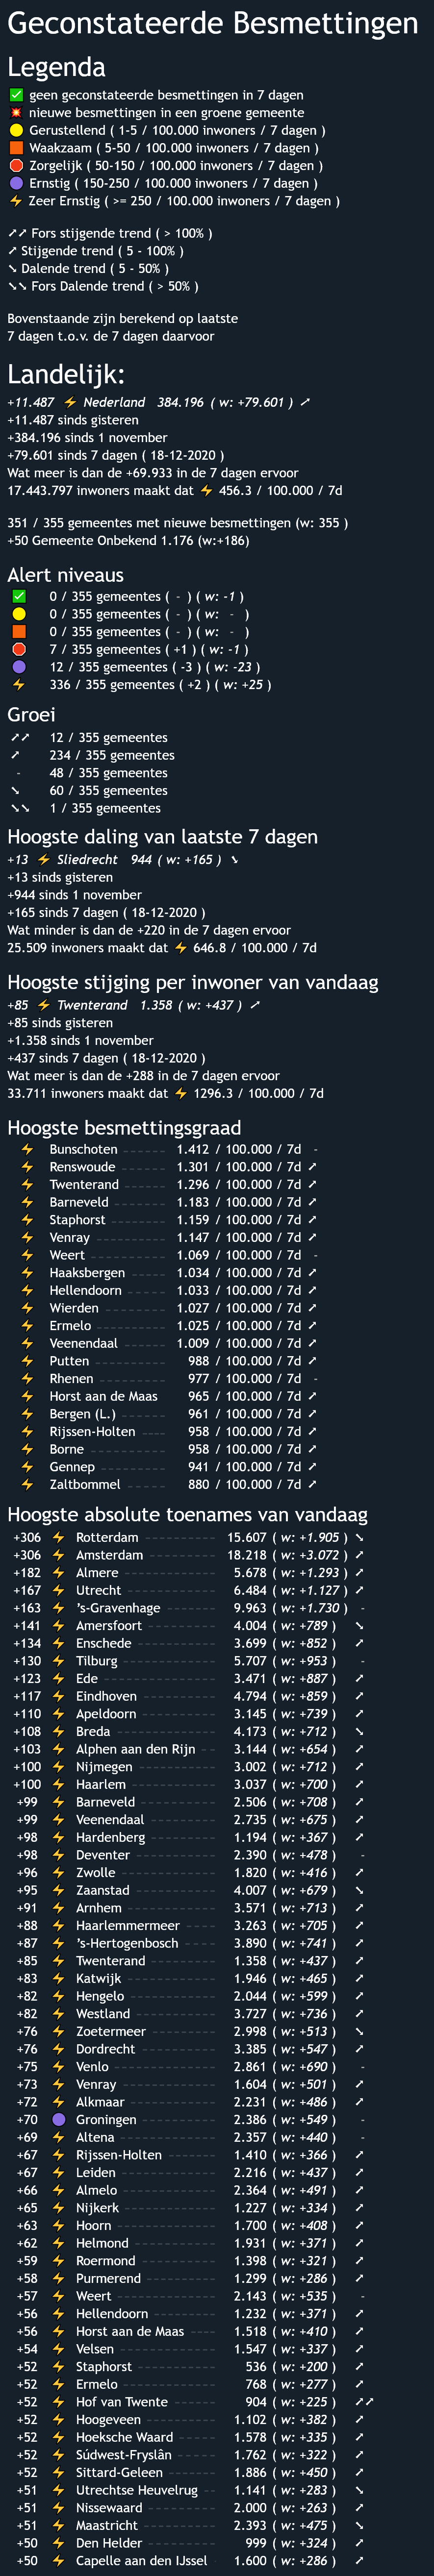 Geconstateerde Besmettingen
Legenda
✅ geen geconstateerde besmettingen in 7 dagen
💥 nieuwe besmettingen in een groene gemeente
🟡 Gerustellend ( 1-5 / 100.000 inwoners / 7 dagen )
🟧 Waakzaam ( 5-50 / 100.000 inwoners / 7 dagen )
🛑 Zorgelijk ( 50-150 / 100.000 inwoners / 7 dagen )
🟣 Ernstig ( 150-250 / 100.000 inwoners / 7 dagen )
⚡ Zeer Ernstig ( >= 250 / 100.000 inwoners / 7 dagen )
➚➚ Fors stijgende trend ( > 100% )
➚ Stijgende trend ( 5 - 100% )
➘ Dalende trend ( 5 - 50% )
➘➘ Fors Dalende trend ( > 50% )
Bovenstaande zijn berekend op laatste
7 dagen t.o.v. de 7 dagen daarvoor
Landelijk:
+11.487 ⚡ Nederland 384.196 ( w: +79.601 ) ➚
+11.487 sinds gisteren
+384.196 sinds 1 november
+79.601 sinds 7 dagen ( 18-12-2020 )
Wat meer is dan de +69.933 in de 7 dagen ervoor
17.443.797 inwoners maakt dat ⚡ 456.3 / 100.000 / 7d
351 / 355 gemeentes met nieuwe besmettingen (w: 355 )
+50 Gemeente Onbekend 1.176 (w:+186)
Alert niveaus
✅ 0 / 355 gemeentes ( - ) ( w: -1 )
🟡 0 / 355 gemeentes ( - ) ( w: - )
🟧 0 / 355 gemeentes ( - ) ( w: - )
🛑 7 / 355 gemeentes ( +1 ) ( w: -1 )
🟣 12 / 355 gemeentes ( -3 ) ( w: -23 )
⚡ 336 / 355 gemeentes ( +2 ) ( w: +25 )
Groei
➚➚ 12 / 355 gemeentes
➚ 234 / 355 gemeentes
- 48 / 355 gemeentes
➘ 60 / 355 gemeentes
➘➘ 1 / 355 gemeentes
Hoogste daling van laatste 7 dagen
+13 ⚡ Sliedrecht 944 ( w: +165 ) ➘
+13 sinds gisteren
+944 sinds 1 november
+165 sinds 7 dagen ( 18-12-2020 )
Wat minder is dan de +220 in de 7 dagen ervoor
25.509 inwoners maakt dat ⚡ 646.8 / 100.000 / 7d
Hoogste stijging per inwoner van vandaag
+85 ⚡ Twenterand 1.358 ( w: +437 ) ➚
+85 sinds gisteren
+1.358 sinds 1 november
+437 sinds 7 dagen ( 18-12-2020 )
Wat meer is dan de +288 in de 7 dagen ervoor
33.711 inwoners maakt dat ⚡ 1296.3 / 100.000 / 7d
Hoogste besmettingsgraad
⚡ Bunschoten 1.412 / 100.000 / 7d -
⚡ Renswoude 1.301 / 100.000 / 7d ➚
⚡ Twenterand 1.296 / 100.000 / 7d ➚
⚡ Barneveld 1.183 / 100.000 / 7d ➚
⚡ Staphorst 1.159 / 100.000 / 7d ➚
⚡ Venray 1.147 / 100.000 / 7d ➚
⚡ Weert 1.069 / 100.000 / 7d -
⚡ Haaksbergen 1.034 / 100.000 / 7d ➚
⚡ Hellendoorn 1.033 / 100.000 / 7d ➚
⚡ Wierden 1.027 / 100.000 / 7d ➚
⚡ Ermelo 1.025 / 100.000 / 7d ➚
⚡ Veenendaal 1.009 / 100.000 / 7d ➚
⚡ Putten 988 / 100.000 / 7d ➚
⚡ Rhenen 977 / 100.000 / 7d -
⚡ Horst aan de Maas 965 / 100.000 / 7d ➚
⚡ Bergen (L.) 961 / 100.000 / 7d ➚
⚡ Rijssen-Holten 958 / 100.000 / 7d ➚
⚡ Borne 958 / 100.000 / 7d ➚
⚡ Gennep 941 / 100.000 / 7d ➚
⚡ Zaltbommel 880 / 100.000 / 7d ➚
Hoogste absolute toenames van vandaag
+306 ⚡ Rotterdam 15.607 ( w: +1.905 ) ➘
+306 ⚡ Amsterdam 18.218 ( w: +3.072 ) ➚
+182 ⚡ Almere 5.678 ( w: +1.293 ) ➚
+167 ⚡ Utrecht 6.484 ( w: +1.127 ) ➚
+163 ⚡ 's-Gravenhage 9.963 ( w: +1.730 ) -
+141 ⚡ Amersfoort 4.004 ( w: +789 ) ➘
+134 ⚡ Enschede 3.699 ( w: +852 ) ➚
+130 ⚡ Tilburg 5.707 ( w: +953 ) -
+123 ⚡ Ede 3.471 ( w: +887 ) ➚
+117 ⚡ Eindhoven 4.794 ( w: +859 ) ➚
+110 ⚡ Apeldoorn 3.145 ( w: +739 ) ➚
+108 ⚡ Breda 4.173 ( w: +712 ) ➘
+103 ⚡ Alphen aan den Rijn 3.144 ( w: +654 ) ➚
+100 ⚡ Nijmegen 3.002 ( w: +712 ) ➚
+100 ⚡ Haarlem 3.037 ( w: +700 ) ➚
+99 ⚡ Barneveld 2.506 ( w: +708 ) ➚
+99 ⚡ Veenendaal 2.735 ( w: +675 ) ➚
+98 ⚡ Hardenberg 1.194 ( w: +367 ) ➚
+98 ⚡ Deventer 2.390 ( w: +478 ) -
+96 ⚡ Zwolle 1.820 ( w: +416 ) ➚
+95 ⚡ Zaanstad 4.007 ( w: +679 ) ➘
+91 ⚡ Arnhem 3.571 ( w: +713 ) ➚
+88 ⚡ Haarlemmermeer 3.263 ( w: +705 ) ➚
+87 ⚡ 's-Hertogenbosch 3.890 ( w: +741 ) ➚
+85 ⚡ Twenterand 1.358 ( w: +437 ) ➚
+83 ⚡ Katwijk 1.946 ( w: +465 ) ➚
+82 ⚡ Hengelo 2.044 ( w: +599 ) ➚
+82 ⚡ Westland 3.727 ( w: +736 ) ➚
+76 ⚡ Zoetermeer 2.998 ( w: +513 ) ➘
+76 ⚡ Dordrecht 3.385 ( w: +547 ) ➚
+75 ⚡ Venlo 2.861 ( w: +690 ) -
+73 ⚡ Venray 1.604 ( w: +501 ) ➚
+72 ⚡ Alkmaar 2.231 ( w: +486 ) ➚
+70 🟣 Groningen 2.386 ( w: +549 ) -
+69 ⚡ Altena 2.357 ( w: +440 ) -
+67 ⚡ Rijssen-Holten 1.410 ( w: +366 ) ➚
+67 ⚡ Leiden 2.216 ( w: +437 ) ➚
+66 ⚡ Almelo 2.364 ( w: +491 ) ➚
+65 ⚡ Nijkerk 1.227 ( w: +334 ) ➚
+63 ⚡ Hoorn 1.700 ( w: +408 ) ➚
+62 ⚡ Helmond 1.931 ( w: +371 ) ➚
+59 ⚡ Roermond 1.398 ( w: +321 ) ➚
+58 ⚡ Purmerend 1.299 ( w: +286 ) ➚
+57 ⚡ Weert 2.143 ( w: +535 ) -
+56 ⚡ Hellendoorn 1.232 ( w: +371 ) ➚
+56 ⚡ Horst aan de Maas 1.518 ( w: +410 ) ➚
+54 ⚡ Velsen 1.547 ( w: +337 ) ➚
+52 ⚡ Staphorst 536 ( w: +200 ) ➚
+52 ⚡ Ermelo 768 ( w: +277 ) ➚
+52 ⚡ Hof van Twente 904 ( w: +225 ) ➚➚
+52 ⚡ Hoogeveen 1.102 ( w: +382 ) ➚
+52 ⚡ Hoeksche Waard 1.578 ( w: +335 ) ➚
+52 ⚡ Súdwest-Fryslân 1.762 ( w: +322 ) ➚
+52 ⚡ Sittard-Geleen 1.886 ( w: +450 ) ➚
+51 ⚡ Utrechtse Heuvelrug 1.141 ( w: +283 ) ➘
+51 ⚡ Nissewaard 2.000 ( w: +263 ) ➚
+51 ⚡ Maastricht 2.393 ( w: +475 ) ➘
+50 ⚡ Den Helder 999 ( w: +324 ) ➚
+50 ⚡ Capelle aan den IJssel 1.600 ( w: +286 ) ➚